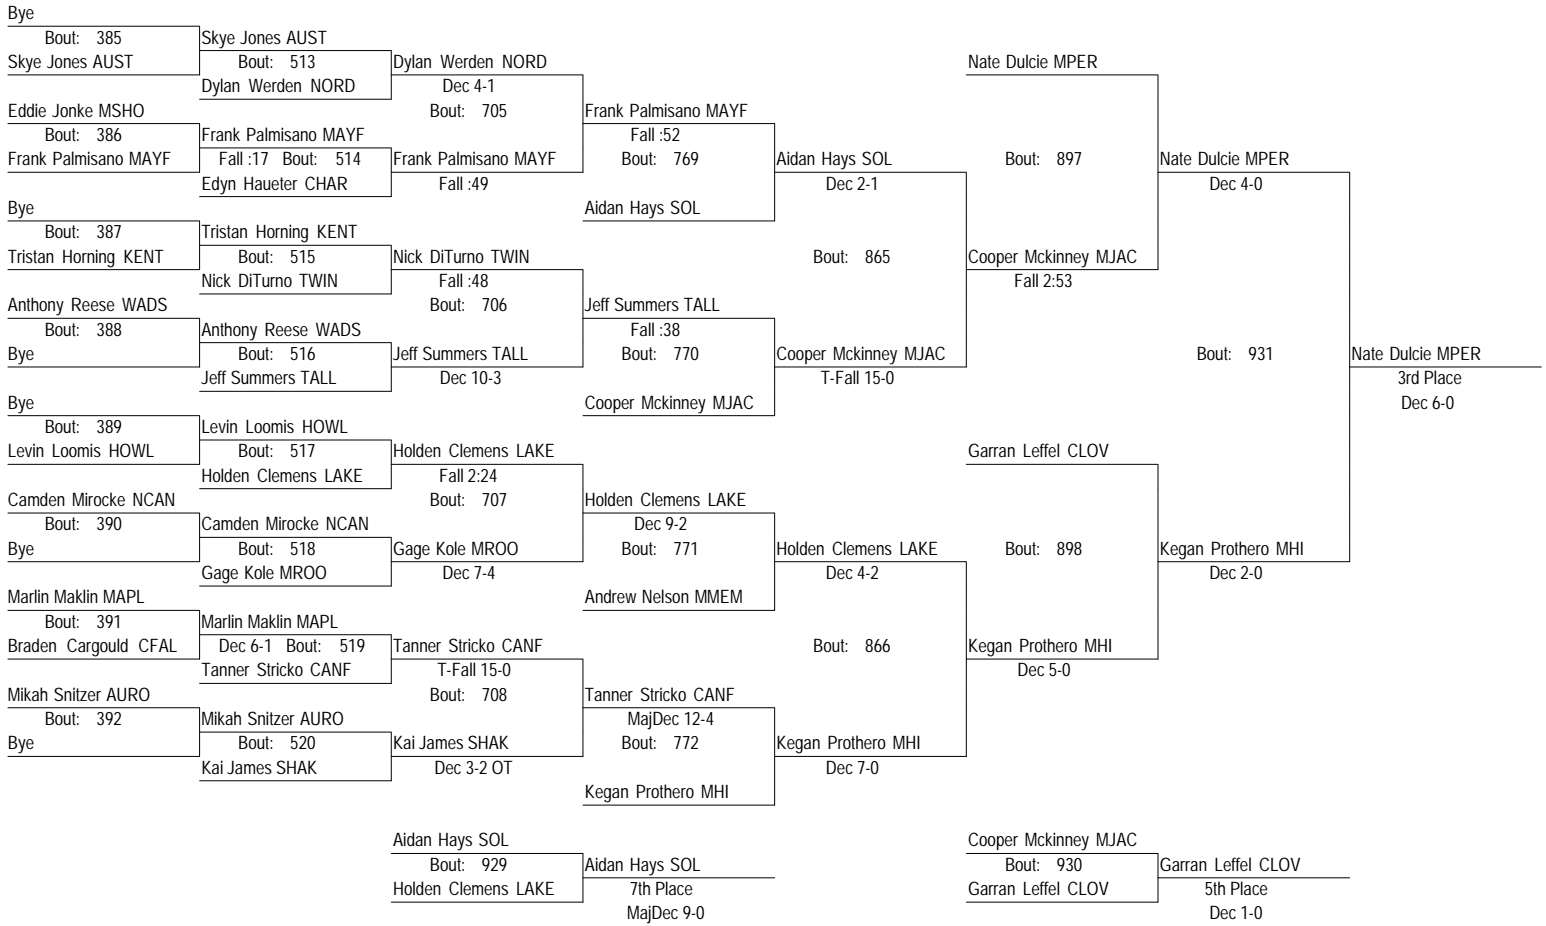 Bye
Bout: 385
Skye Jones AUST
Skye Jones AUST
Bout: 513
Dylan Werden NORD
Dylan Werden NORD
Dec 4-1
Bout: 705
Eddie Jonke MSHO
Bout: 386
Frank Palmisano MAYF
Frank Palmisano MAYF
Fall :17 Bout: 514
Edyn Haueter CHAR
Frank Palmisano MAYF
Fall :49
Frank Palmisano MAYF
Fall :52
Bout: 769
Aidan Hays SOL
Aidan Hays SOL
Dec 2-1
Bye
Bout: 387
Tristan Horning KENT
Tristan Horning KENT
Bout: 515
Nick DiTurno TWIN
Nick DiTurno TWIN
Fall :48
Bout: 706
Anthony Reese WADS
Bout: 388
Bye
Anthony Reese WADS
Bout: 516
Jeff Summers TALL
Jeff Summers TALL
Dec 10-3
Jeff Summers TALL
Fall :38
Bout: 770
Cooper Mckinney MJAC
Cooper Mckinney MJAC
T-Fall 15-0
Bout: 865
Nate Dulcie MPER
Bout: 897
Cooper Mckinney MJAC
Fall 2:53
Nate Dulcie MPER
Dec 4-0
Bye
Bout: 389
Levin Loomis HOWL
Levin Loomis HOWL
Bout: 517
Holden Clemens LAKE
Holden Clemens LAKE
Fall 2:24
Bout: 707
Camden Mirocke NCAN
Bout: 390
Bye
Camden Mirocke NCAN
Bout: 518
Gage Kole MROO
Gage Kole MROO
Dec 7-4
Holden Clemens LAKE
Dec 9-2
Bout: 771
Andrew Nelson MMEM
Holden Clemens LAKE
Dec 4-2
Marlin Maklin MAPL
Bout: 391
Braden Cargould CFAL
Marlin Maklin MAPL
Dec 6-1 Bout: 519
Tanner Stricko CANF
Tanner Stricko CANF
T-Fall 15-0
Bout: 708
Mikah Snitzer AURO
Bout: 392
Bye
Mikah Snitzer AURO
Bout: 520
Kai James SHAK
Kai James SHAK
Dec 3-2 OT
Tanner Stricko CANF
MajDec 12-4
Bout: 772
Kegan Prothero MHI
Kegan Prothero MHI
Dec 7-0
Bout: 866
Garran Leffel CLOV
Bout: 898
Kegan Prothero MHI
Dec 5-0
Kegan Prothero MHI
Dec 2-0
Bout: 931
Nate Dulcie MPER
3rd Place
Dec 6-0
Aidan Hays SOL
Bout: 929
Holden Clemens LAKE
Aidan Hays SOL
7th Place
MajDec 9-0
Cooper Mckinney MJAC
Bout: 930
Garran Leffel CLOV
Garran Leffel CLOV
5th Place
Dec 1-0